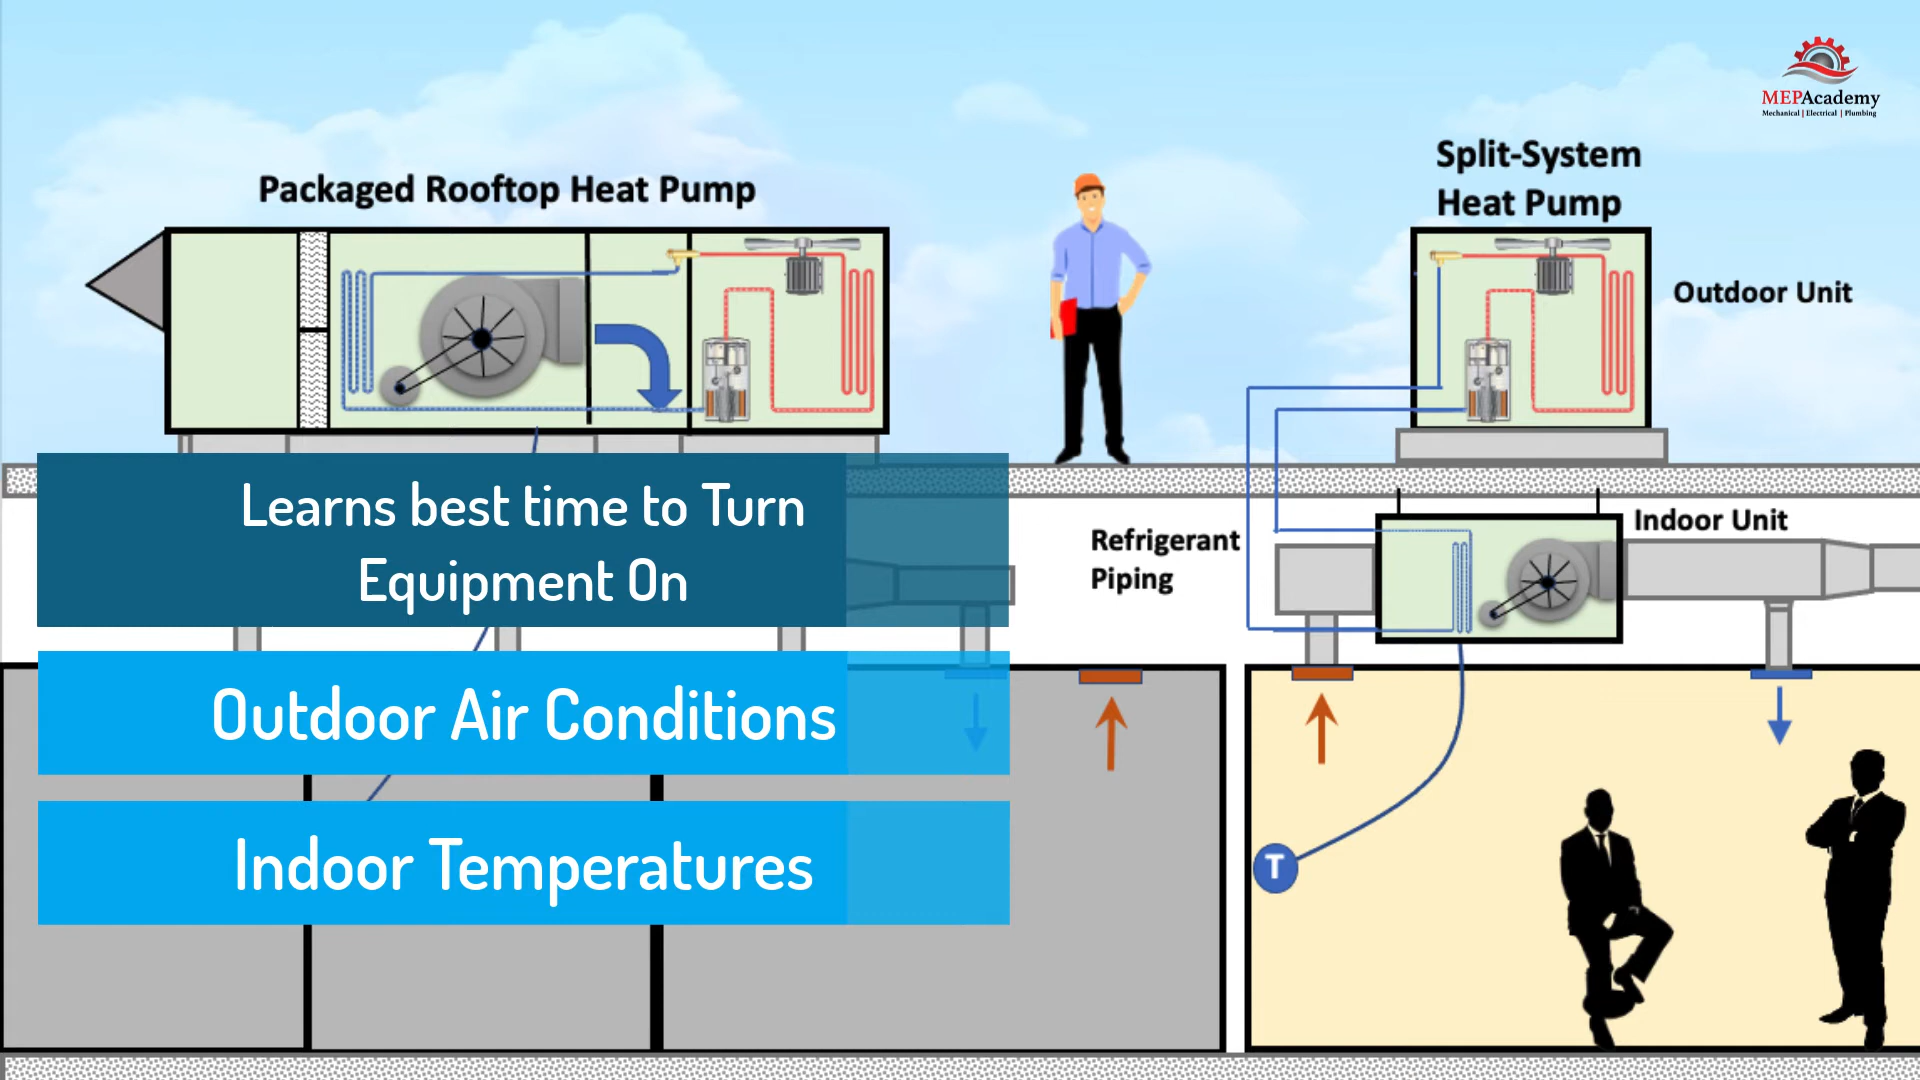 MEPAcademy
Mechanical | Electrical | Plumbing
Packaged Rooftop Heat Pump
Split-System
Heat Pump
Outdoor Unit
Learns best time to Turn
Equipment On
Refrigerant
Piping
Indoor Unit
Outdoor Air Conditions
Indoor Temperatures
T